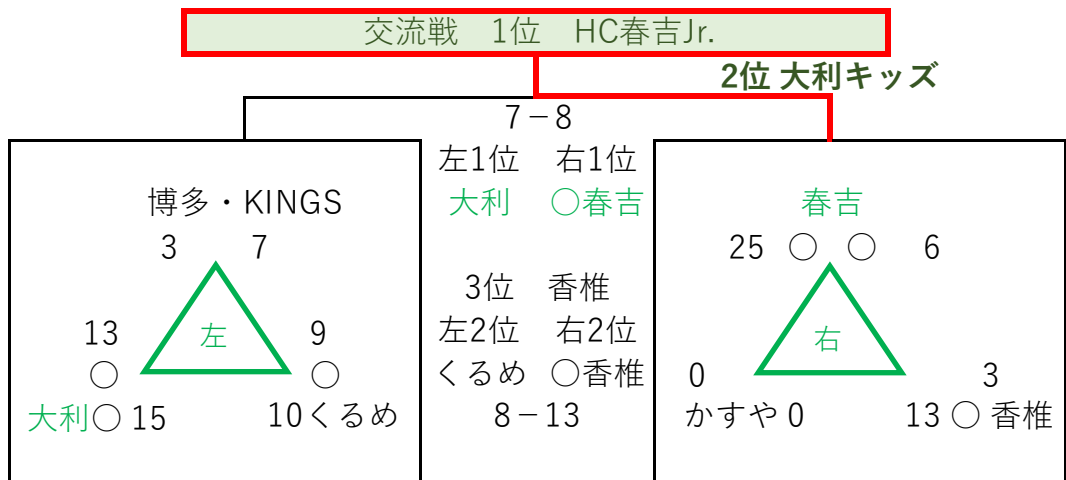 交流戦 1位 HC春吉Jr.
2位 大利キッズ
7－8
左1位 右1位
大利 ○春吉
3位 香椎
左2位 右2位
くるめ ○香椎
8－13
博多・KINGS
3 7
13 9
左
○ ○
大利○ 15 10くるめ
春吉
25 ○ ○ 6
右
0 3
かすや 0 13 ○ 香椎